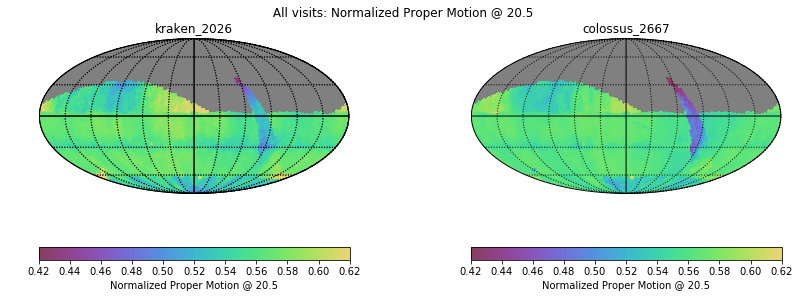 All visits: Normalized Proper Motion @ 20.5
kraken_2026
colossus_2667
0.42 0.44 0.46 0.48 0.50 0.52 0.54 0.56 0.58 0.60 0.62
Normalized Proper Motion @ 20.5
0.42 0.44 0.46 0.48 0.50 0.52 0.54 0.56 0.58 0.60 0.62
Normalized Proper Motion @ 20.5